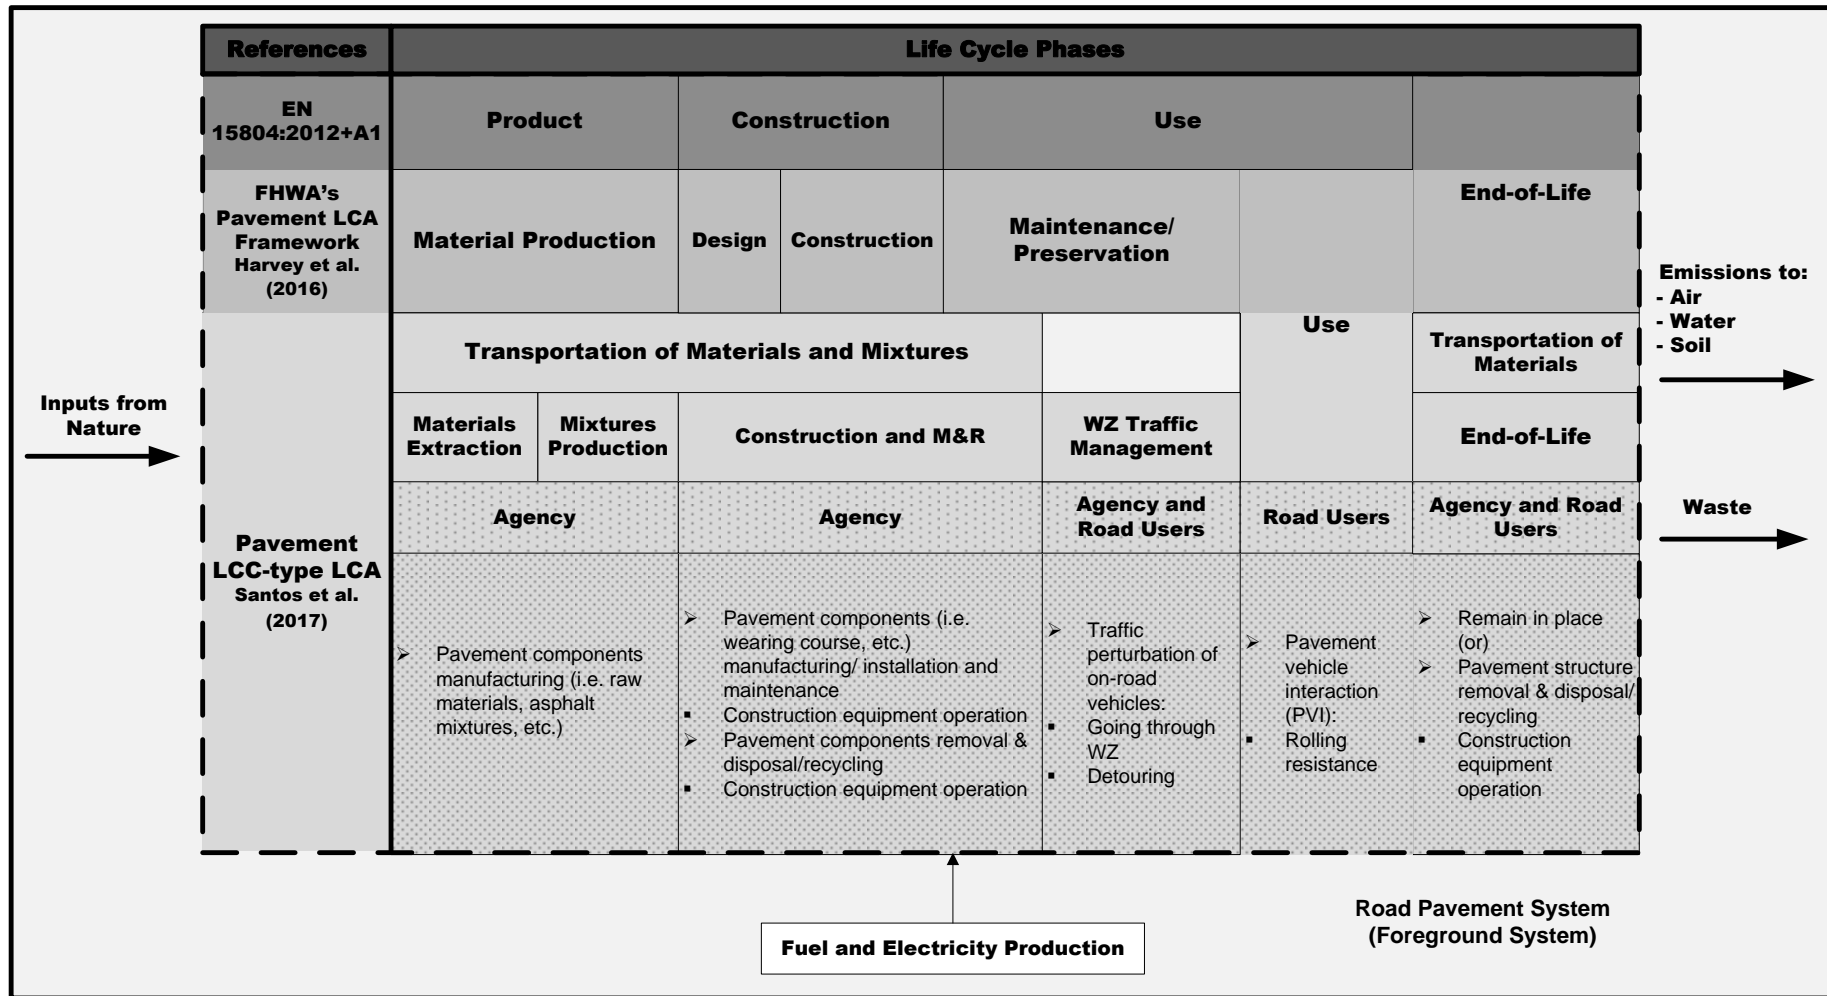 References
Life Cycle Phases
EN
15804:2012+A1
Product
Construction
Use
End-of-Life
FHWA's
Pavement LCA
Framework
Harvey et al.
(2016)
Material Production
Design
Construction
Maintenance/
Preservation
Use
Transportation of Materials and Mixtures
Transportation of
Materials
Materials
Extraction
Mixtures
Production
Construction and M&R
WZ Traffic
Management
End-of-Life
Pavement
LCC-type LCA
Santos et al.
(2017)
Agency
Agency
Agency and
Road Users
Road Users
Agency and Road
Users
➢ Pavement components
manufacturing (i.e. raw
materials, asphalt
mixtures, etc.)
➢ Pavement components (i.e.
wearing course, etc.)
manufacturing/ installation and
maintenance
▪ Construction equipment operation
➢ Pavement components removal &
disposal/recycling
▪ Construction equipment operation
➢ Traffic
perturbation of
on-road
vehicles:
▪ Going through
WZ
▪ Detouring
➢ Pavement
vehicle
interaction
(PVI):
▪ Rolling
resistance
➢ Remain in place
(or)
➢ Pavement structure
removal & disposal/
recycling
▪ Construction
equipment
operation
Inputs from
Nature
Emissions to:
- Air
- Water
- Soil
Waste
Fuel and Electricity Production
Road Pavement System
(Foreground System)